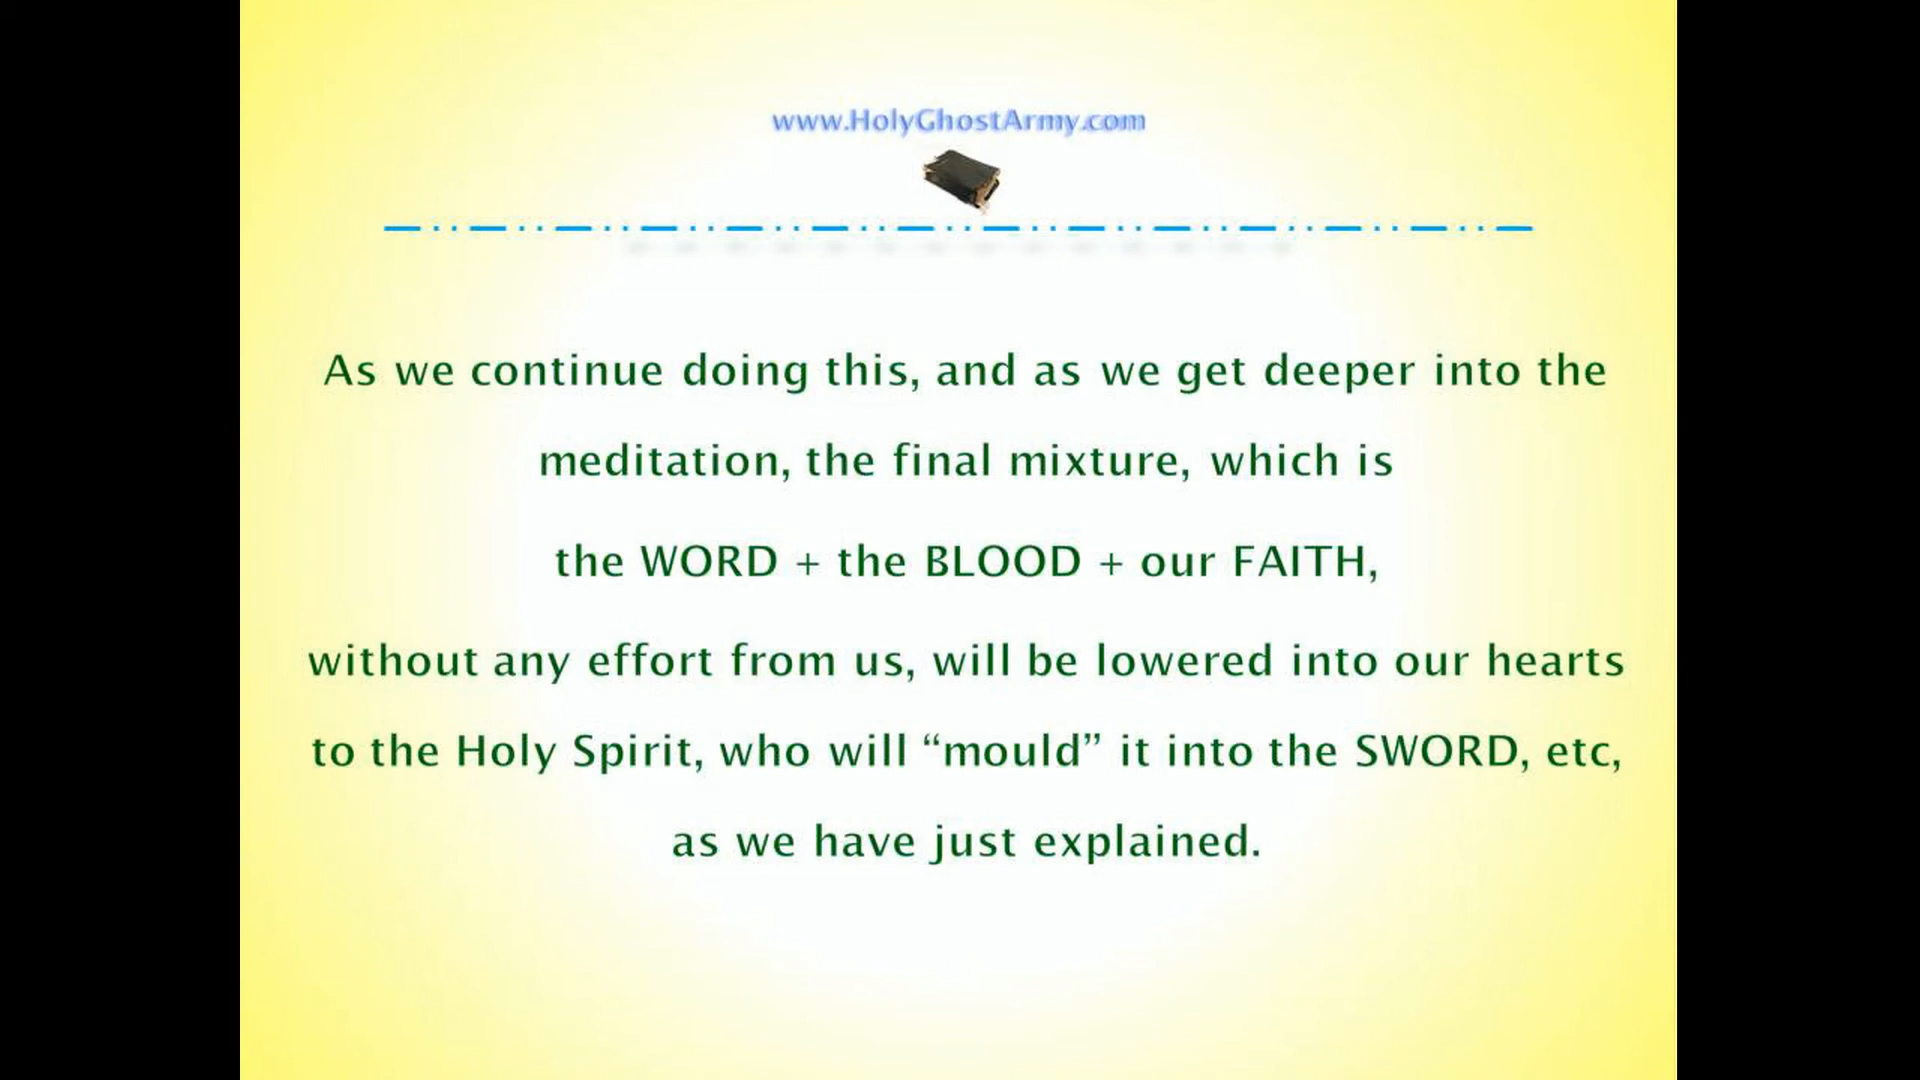 www.HolyGhostArmy.com
As we continue doing this, and as we get deeper into the
meditation, the final mixture, which is
the WORD + the BLOOD + our FAITH,
without any effort from us, will be lowered into our hearts
to the Holy Spirit, who will “mould” it into the SWORD, etc,
as we have just explained.